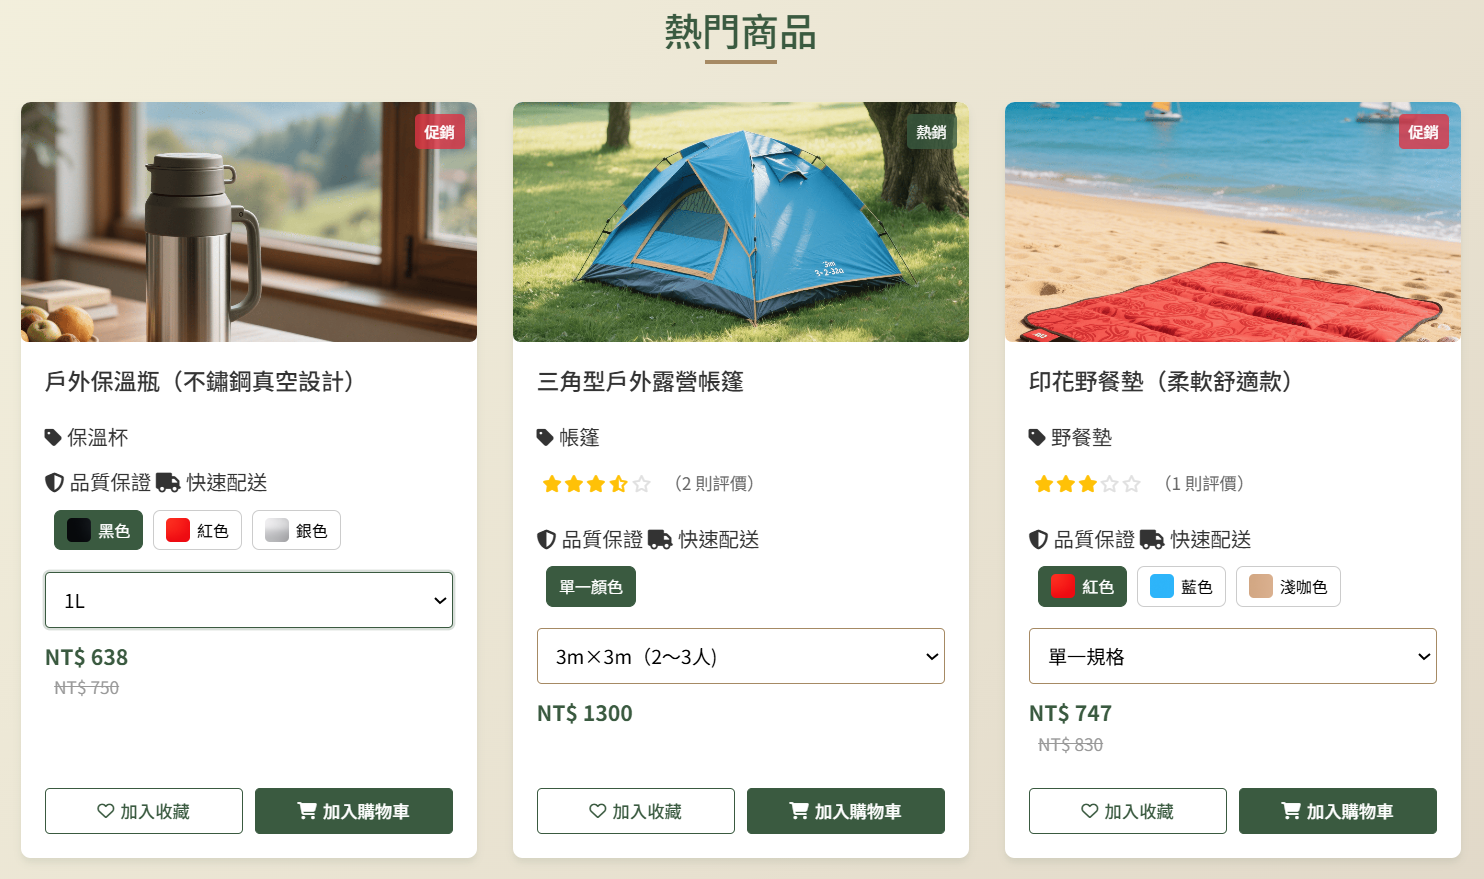 熱門商品
促銷
戶外保溫瓶（不鏽鋼真空設計）
保溫杯
品質保證 快速配送
黑色 紅色 銀色
1L
NT$ 638
NT$ 750
加入收藏 加入購物車
熱銷
三角型戶外露營帳篷
帳篷
（2 則評價）
品質保證 快速配送
單一顏色
3m×3m（2～3人）
NT$ 1300
加入收藏 加入購物車
促銷
印花野餐墊（柔軟舒適款）
野餐墊
（1 則評價）
品質保證 快速配送
紅色 藍色 淺咖色
單一規格
NT$ 747
NT$ 830
加入收藏 加入購物車